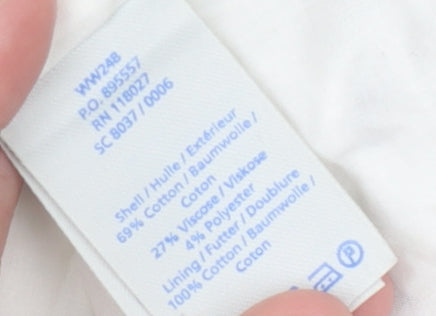 WW248
P.O. 895557
RN 118027
SC 8037 / 0006
Shell / Hülle / Extérieur
69% Cotton / Baumwolle /
Coton
27% Viscose / Viskose
4% Polyester
Lining / Futter / Doublure
100% Cotton / Baumwolle /
Coton
P